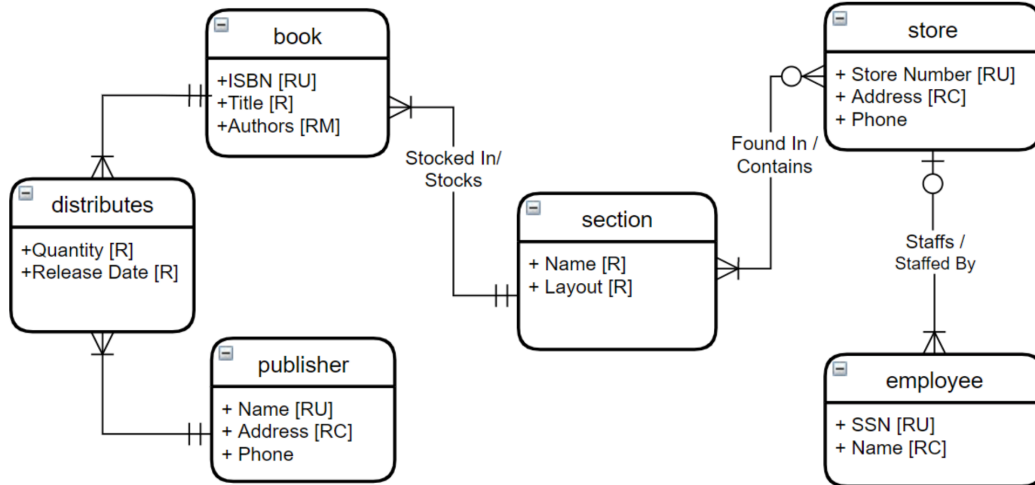 book
+ISBN [RU]
+Title [R]
+Authors [RM]
store
+ Store Number [RU]
+ Address [RC]
+ Phone
Stocked In/
Stocks
Found In /
Contains
distributes
+Quantity [R]
+Release Date [R]
section
+ Name [R]
+ Layout [R]
Staffs /
Staffed By
publisher
+ Name [RU]
+ Address [RC]
+ Phone
employee
+ SSN [RU]
+ Name [RC]